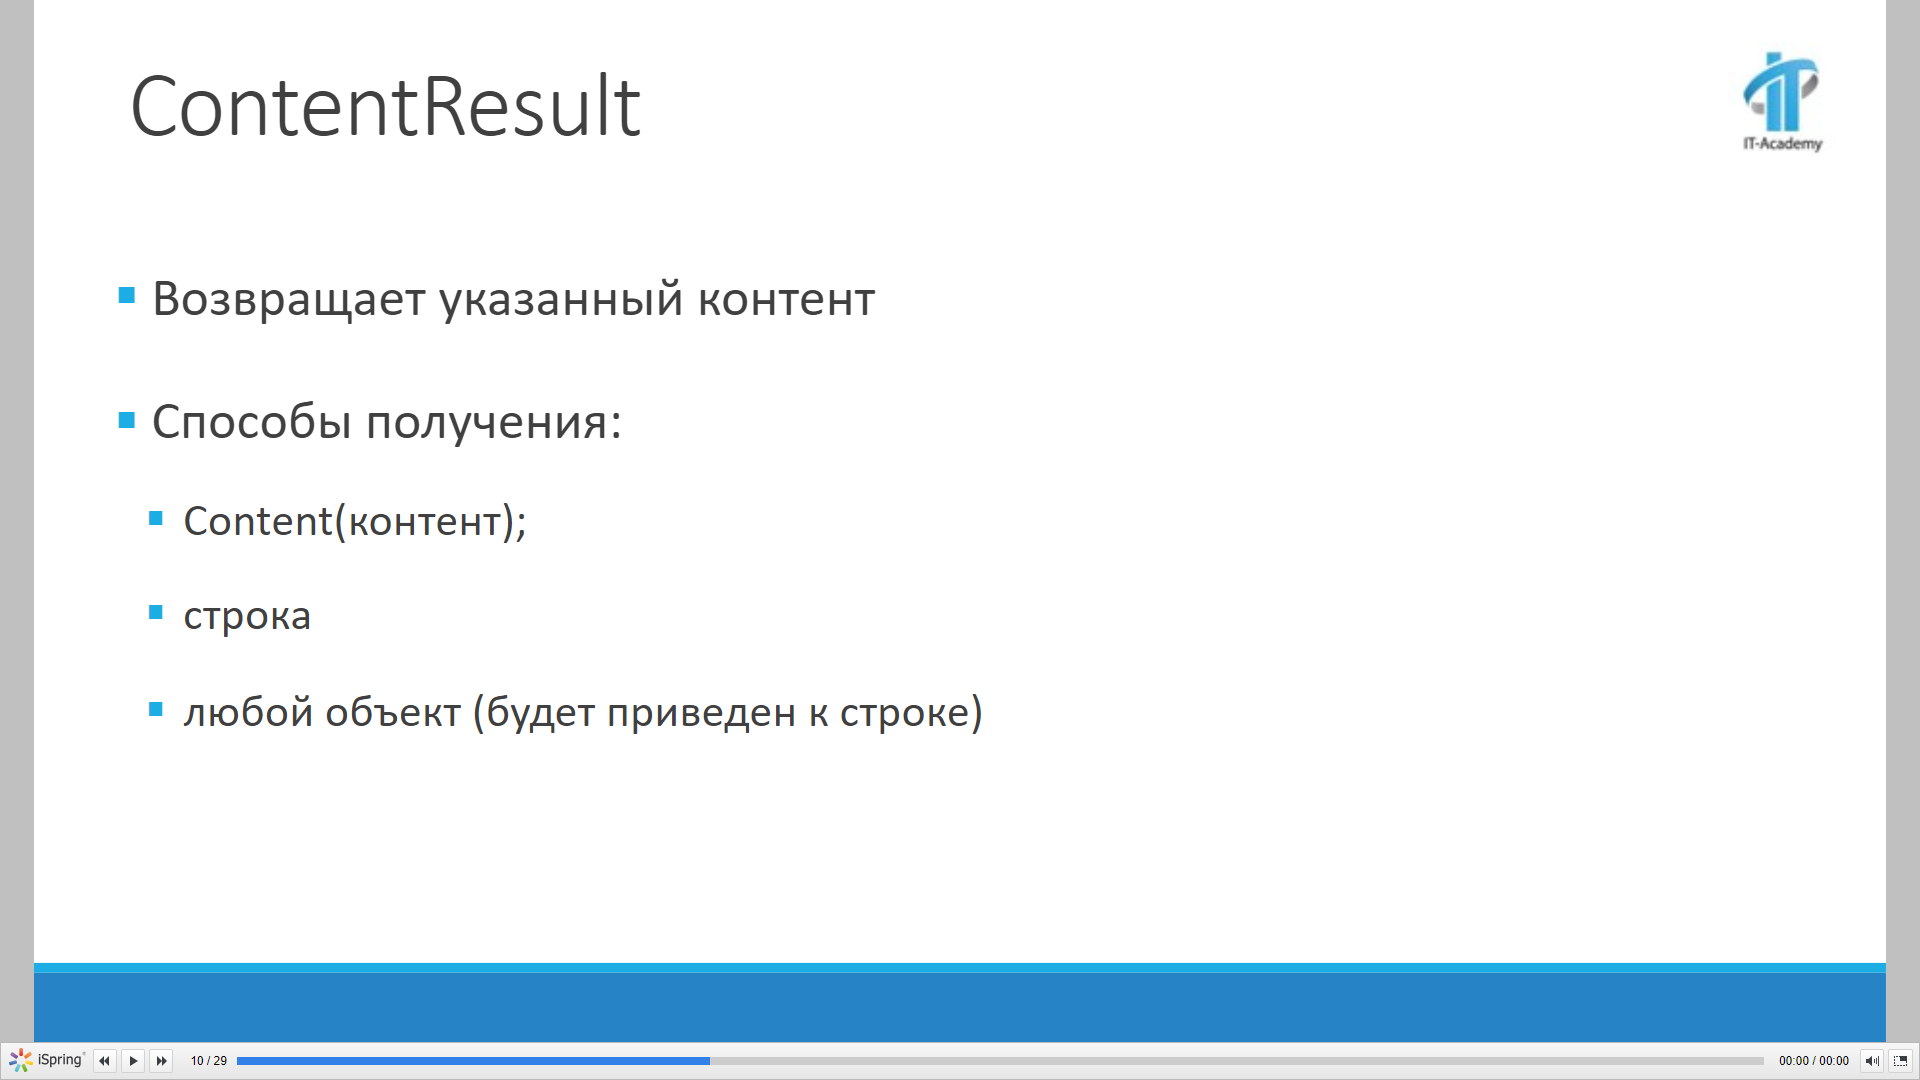 ContentResult
IT-Academy
Возвращает указанный контент
Способы получения:
Content(контент);
строка
любой объект (будет приведен к строке)
iSpring
10 / 29
00:00 / 00:00